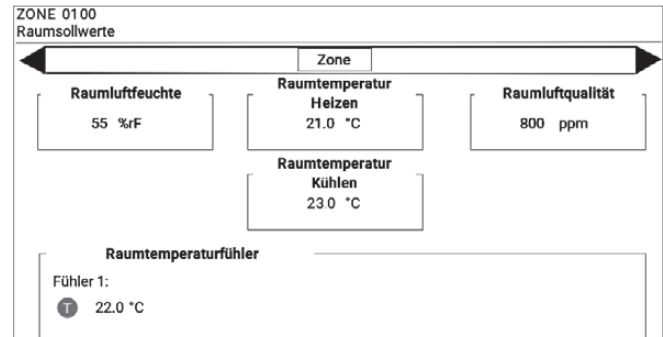 ZONE 0100
Raumsollwerte
Zone
Raumluftfeuchte
55 %rF
Raumtemperatur
Heizen
21.0 °C
Raumluftqualität
800 ppm
Raumtemperatur
Kühlen
23.0 °C
Raumtemperaturfühler
Fühler 1:
T 22.0 °C